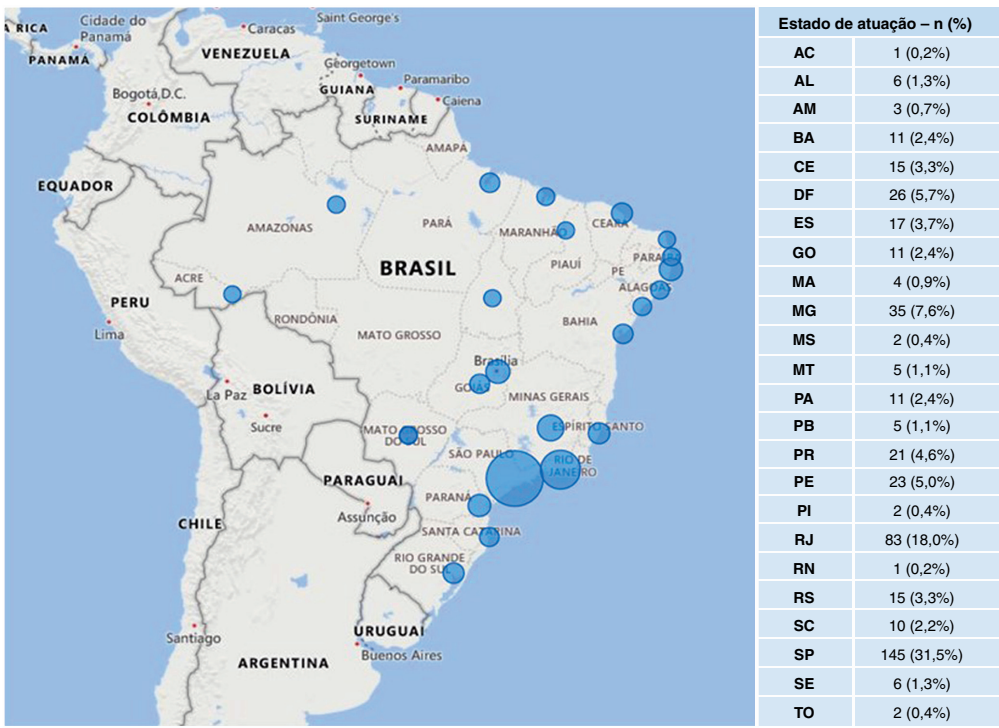 A RICA
Cidade do
Panamá
PANAMÁ
Caracas
Saint George's
VENEZUELA
Georgetown
GUIANA
Paramaribo
Caiena
SURINAME
Bogotá,D.C.
COLÔMBIA
AMAPÁ
EQUADOR
AMAZONAS
PARÁ
MARANHÃO
CEARÁ
BRASIL
PIAUÍ
PARAÍBA
PE
ALAGOAS
ACRE
PERU
RONDÔNIA
MATO GROSSO
BAHIA
Lima
Brasília
GOIÁS
La Paz
BOLÍVIA
MINAS GERAIS
Sucre
MATO GROSSO
DO SUL
ESPÍRITO SANTO
SÃO PAULO
RIO DE
JANEIRO
PARAGUAI
PARANÁ
Assunção
CHILE
SANTA CATARINA
RIO GRANDE
DO SUL
Santiago
URUGUAI
Buenos Aires
ARGENTINA
Estado de atuação – n (%)
AC 1 (0,2%)
AL 6 (1,3%)
AM 3 (0,7%)
BA 11 (2,4%)
CE 15 (3,3%)
DF 26 (5,7%)
ES 17 (3,7%)
GO 11 (2,4%)
MA 4 (0,9%)
MG 35 (7,6%)
MS 2 (0,4%)
MT 5 (1,1%)
PA 11 (2,4%)
PB 5 (1,1%)
PR 21 (4,6%)
PE 23 (5,0%)
PI 2 (0,4%)
RJ 83 (18,0%)
RN 1 (0,2%)
RS 15 (3,3%)
SC 10 (2,2%)
SP 145 (31,5%)
SE 6 (1,3%)
TO 2 (0,4%)